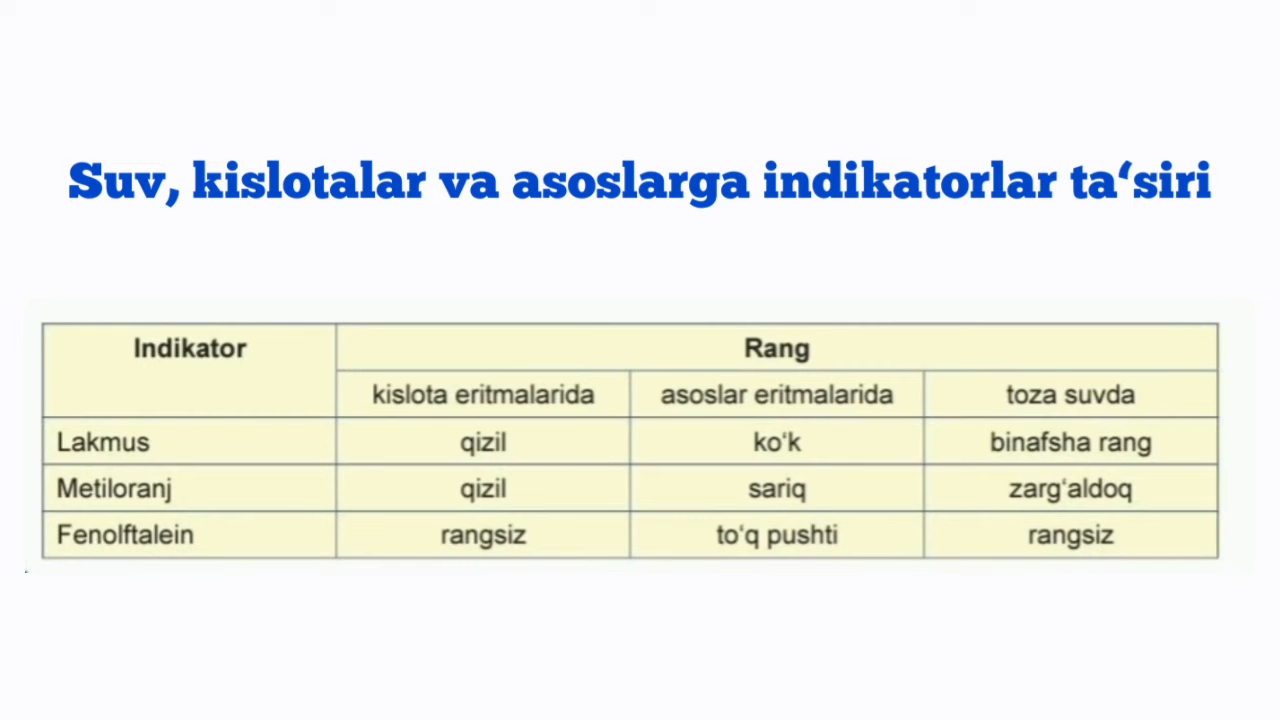 Suv, kislotalar va asoslarga indikatorlar ta‘siri
Indikator Rang
kislota eritmalarida asoslar eritmalarida toza suvda
Lakmus qizil ko‘k binafsha rang
Metiloranj qizil sariq zarg‘aldoq
Fenolftalein rangsiz to‘q pushti rangsiz